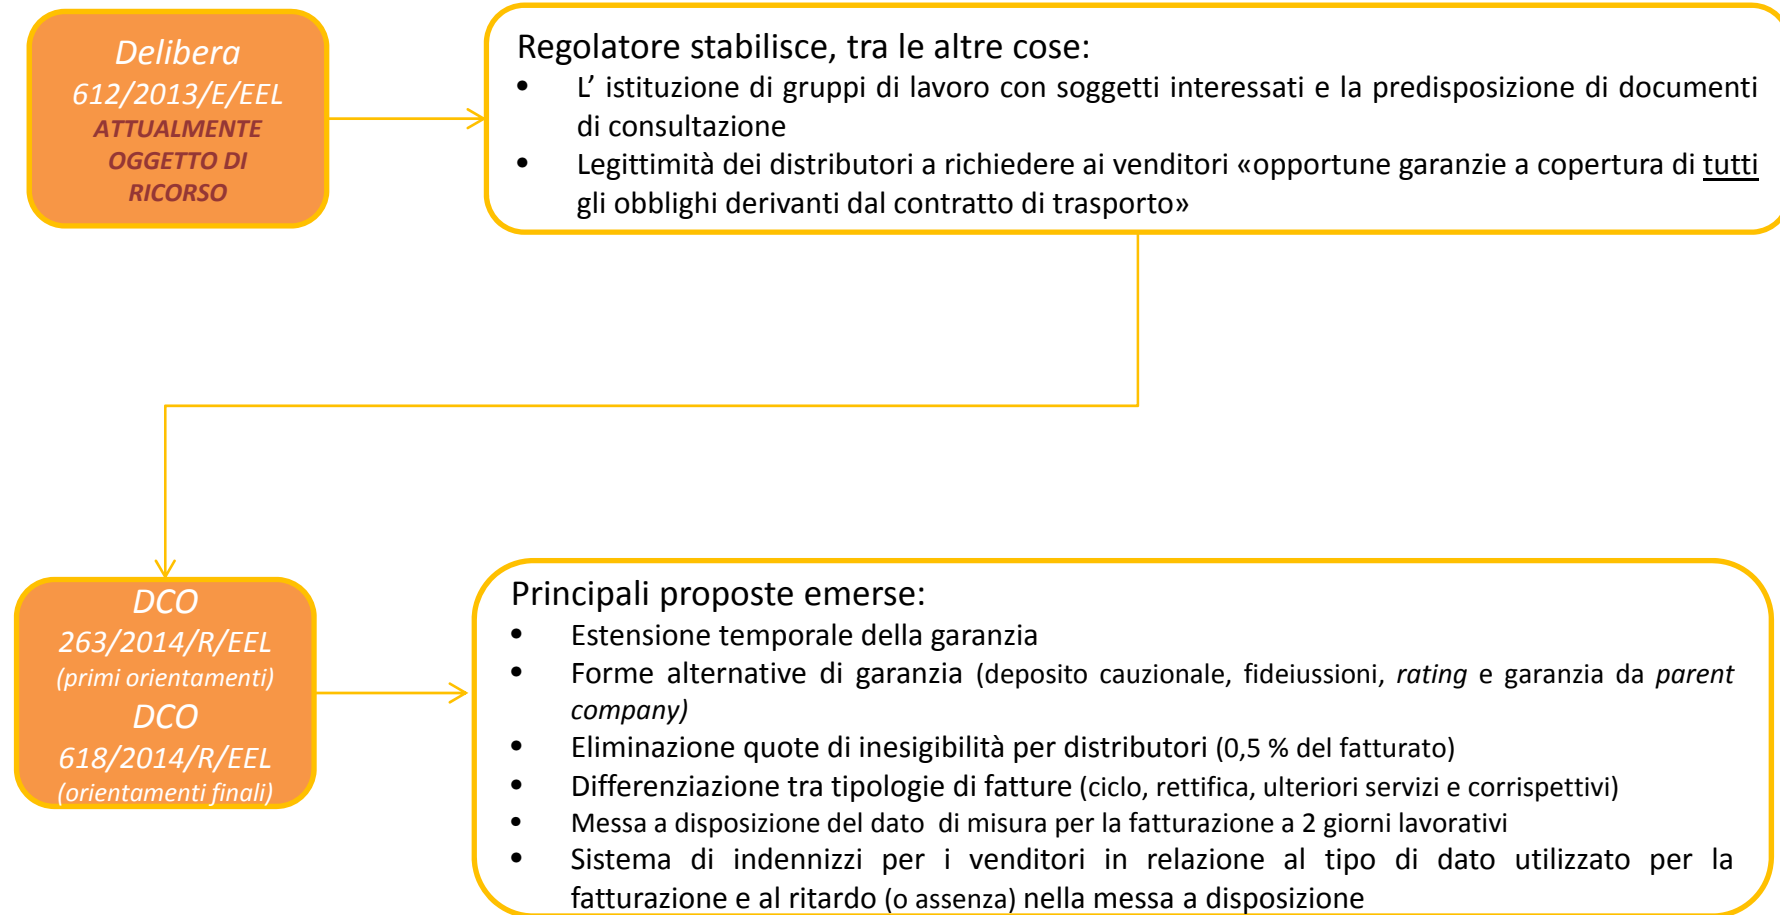 Delibera
612/2013/E/EEL
ATTUALMENTE
OGGETTO DI
RICORSO
Regolatore stabilisce, tra le altre cose:
• L’ istituzione di gruppi di lavoro con soggetti interessati e la predisposizione di documenti
di consultazione
• Legittimità dei distributori a richiedere ai venditori «opportune garanzie a copertura di tutti
gli obblighi derivanti dal contratto di trasporto»
DCO
263/2014/R/EEL
(primi orientamenti)
DCO
618/2014/R/EEL
(orientamenti finali)
Principali proposte emerse:
• Estensione temporale della garanzia
• Forme alternative di garanzia (deposito cauzionale, fideiussioni, rating e garanzia da parent
company)
• Eliminazione quote di inesigibilità per distributori (0,5 % del fatturato)
• Differenziazione tra tipologie di fatture (ciclo, rettifica, ulteriori servizi e corrispettivi)
• Messa a disposizione del dato di misura per la fatturazione a 2 giorni lavorativi
• Sistema di indennizzi per i venditori in relazione al tipo di dato utilizzato per la
fatturazione e al ritardo (o assenza) nella messa a disposizione